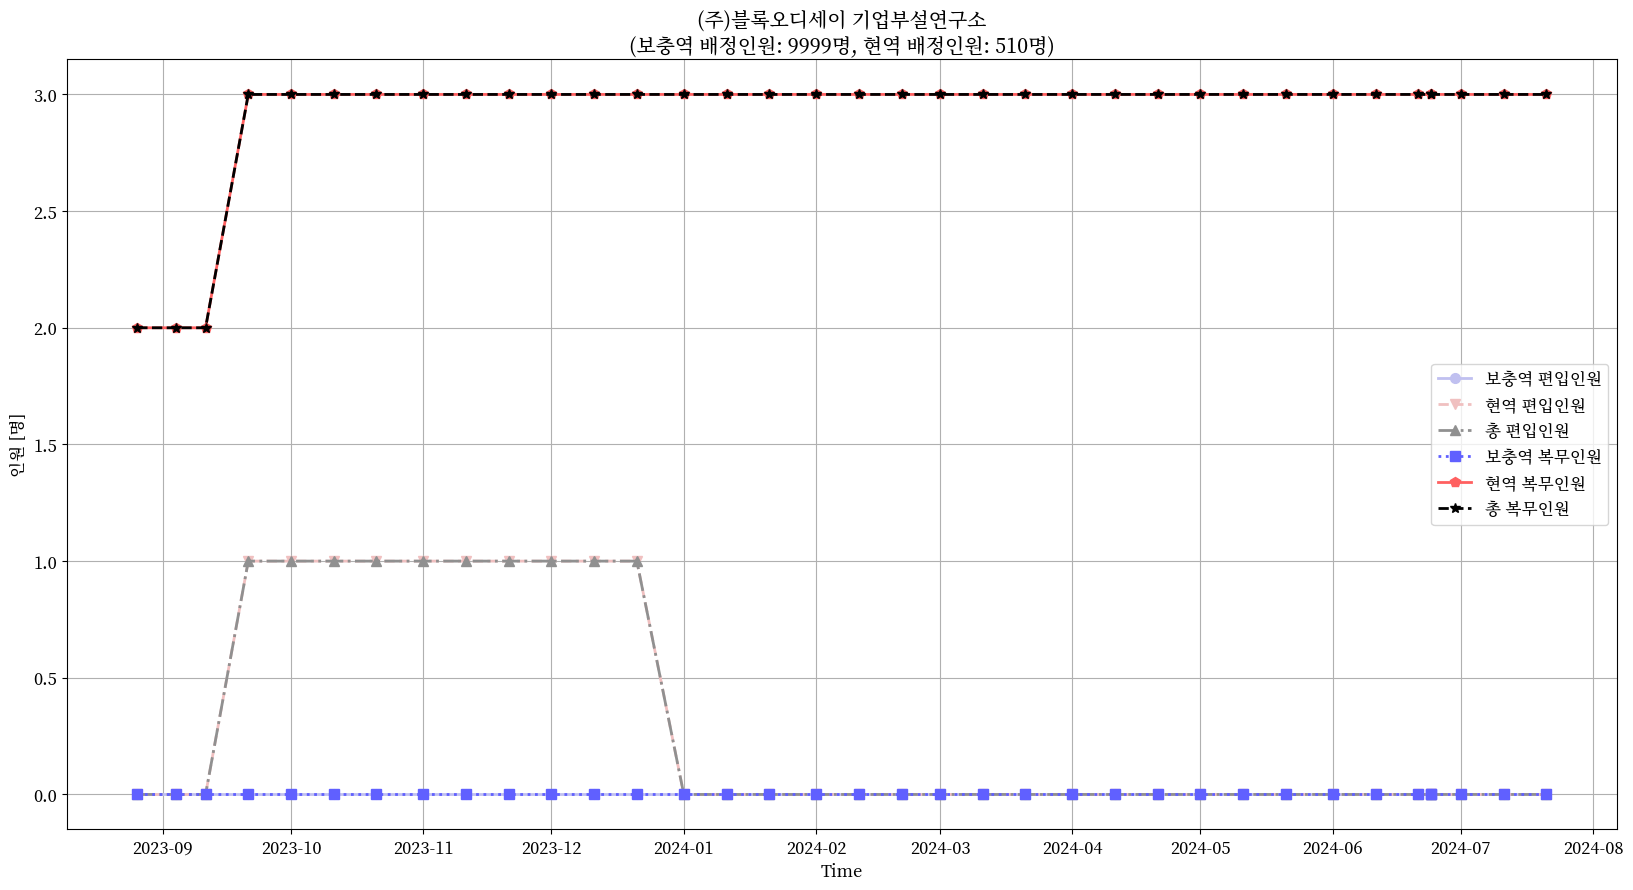 (주)블록오디세이 기업부설연구소
(보충역 배정인원: 9999명, 현역 배정인원: 510명)
3.0
2.5
2.0
1.5
1.0
0.5
0.0
인원 [명]
보충역 편입인원
현역 편입인원
총 편입인원
보충역 복무인원
현역 복무인원
총 복무인원
2023-09 2023-10 2023-11 2023-12 2024-01 2024-02 2024-03 2024-04 2024-05 2024-06 2024-07 2024-08
Time